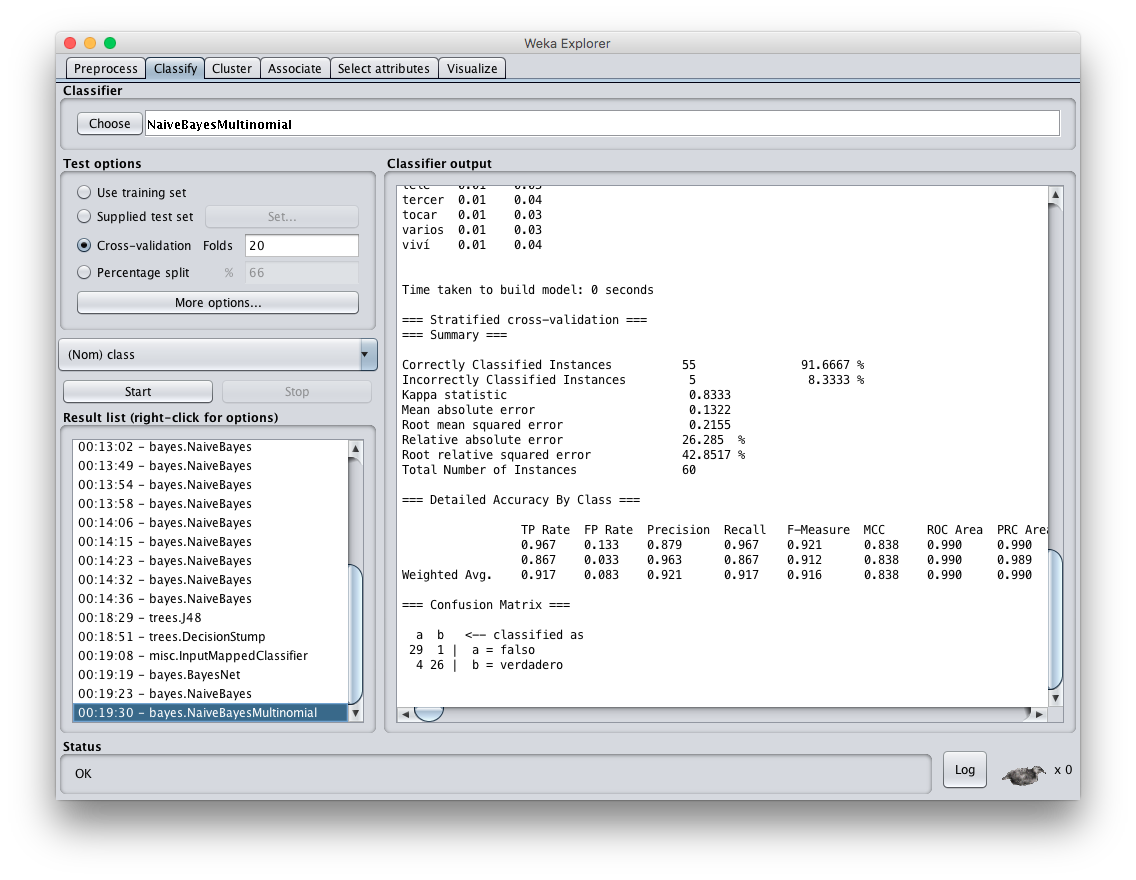 Weka Explorer
Preprocess Classify Cluster Associate Select attributes Visualize
Classifier
Choose NaiveBayesMultinomial
Test options
Use training set
Supplied test set Set...
Cross-validation Folds 20
Percentage split % 66
More options...
(Nom) class
Start Stop
Result list (right-click for options)
00:13:02 - bayes.NaiveBayes
00:13:49 - bayes.NaiveBayes
00:13:54 - bayes.NaiveBayes
00:13:58 - bayes.NaiveBayes
00:14:06 - bayes.NaiveBayes
00:14:15 - bayes.NaiveBayes
00:14:23 - bayes.NaiveBayes
00:14:32 - bayes.NaiveBayes
00:14:36 - bayes.NaiveBayes
00:18:29 - trees.J48
00:18:51 - trees.DecisionStump
00:19:08 - misc.InputMappedClassifier
00:19:19 - bayes.BayesNet
00:19:23 - bayes.NaiveBayes
00:19:30 - bayes.NaiveBayesMultinomial
Classifier output
tercer 0.01 0.04
tocar 0.01 0.03
varios 0.01 0.03
viví 0.01 0.04
Time taken to build model: 0 seconds
=== Stratified cross-validation ===
=== Summary ===
Correctly Classified Instances 55 91.6667 %
Incorrectly Classified Instances 5 8.3333 %
Kappa statistic 0.8333
Mean absolute error 0.1322
Root mean squared error 0.2155
Relative absolute error 26.285 %
Root relative squared error 42.8517 %
Total Number of Instances 60
=== Detailed Accuracy By Class ===
TP Rate FP Rate Precision Recall F-Measure MCC ROC Area PRC Area
0.967 0.133 0.879 0.967 0.921 0.838 0.990 0.990
0.867 0.033 0.963 0.867 0.912 0.838 0.990 0.989
Weighted Avg. 0.917 0.083 0.921 0.917 0.916 0.838 0.990 0.990
=== Confusion Matrix ===
a b <-- classified as
29 1 | a = falso
4 26 | b = verdadero
Status
OK
Log x 0